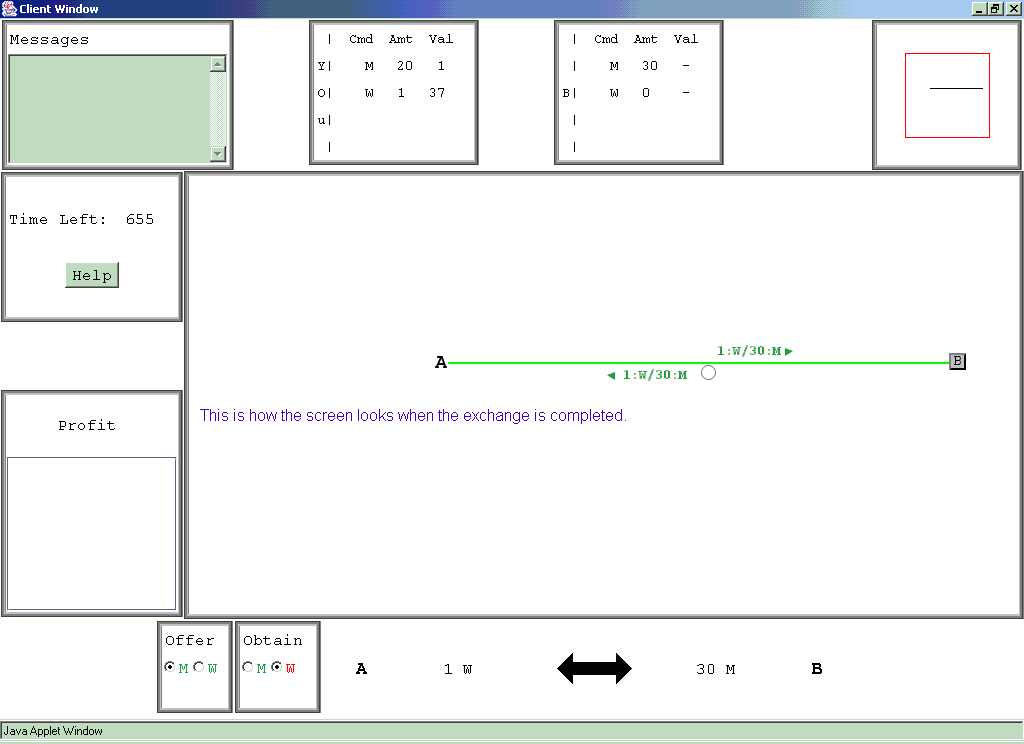 Client Window
Messages
| Cmd Amt Val
Y| M 20 1
O| W 1 37
u|
|
| Cmd Amt Val
| M 30 -
B| W 0 -
|
|
Time Left: 655
Help
1:W/30:M ►
A B
◄ 1:W/30:M
This is how the screen looks when the exchange is completed.
Profit
Offer
M W
Obtain
M W
A 1 W 30 M B
Java Applet Window